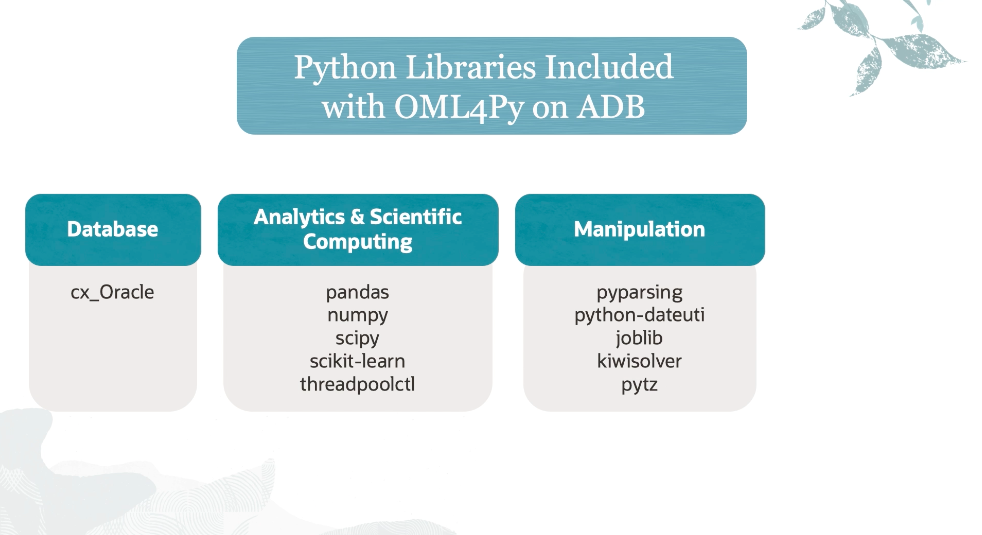 Python Libraries Included
with OML4Py on ADB
Database
cx_Oracle
Analytics & Scientific
Computing
pandas
numpy
scipy
scikit-learn
threadpoolctl
Manipulation
pyparsing
python-dateuti
joblib
kiwisolver
pytz